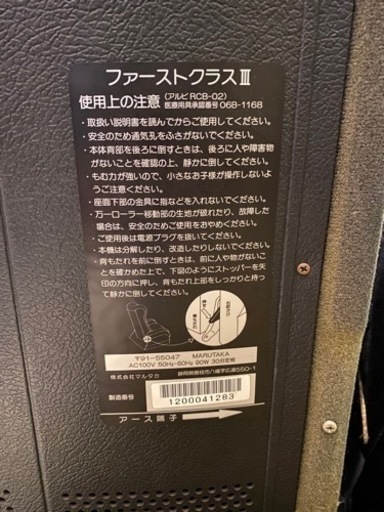 ファーストクラスⅢ
使用上の注意 (アルビ RCB-02)
医療用具承認番号 06B-1168
・取扱い説明書を読んでからご使用してください。
・安全のため通気孔をふさがないでください。
・本体背部を後ろに倒すときは、後ろに人や障害物
がないことを確認の上、静かに倒してください。
・もむ力が強いので、小さなお子様が操作しないよ
うご注意ください。
・座面下部の金具に指などを入れないでください。
・万一ローラー移動部の生地が破れたり、故障した
場合は、安全のためご使用をおやめください。
・ご使用後は電源プラグを抜いてください。
・本機は分解したり、改造したりしないでください。
・背もたれを前に倒すときは、前に人や物がないこ
とを確かめた上で、下図のようにストッパーを矢
印の方向に押し、背もたれ上部をしっかりと持っ
て静かに倒してください。
〒91-55047 MARUTAKA
AC100V 50Hz-60Hz 90W 30分定格
株式会社マルタカ
製造番号
1200041283
アース端子